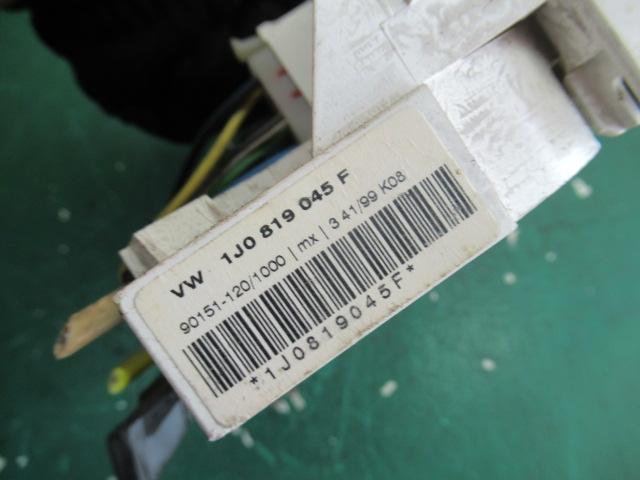 VW 1J0 819 045 F
90151-120/1000 | mx | 3 41/99 K08
*1J0819045F*